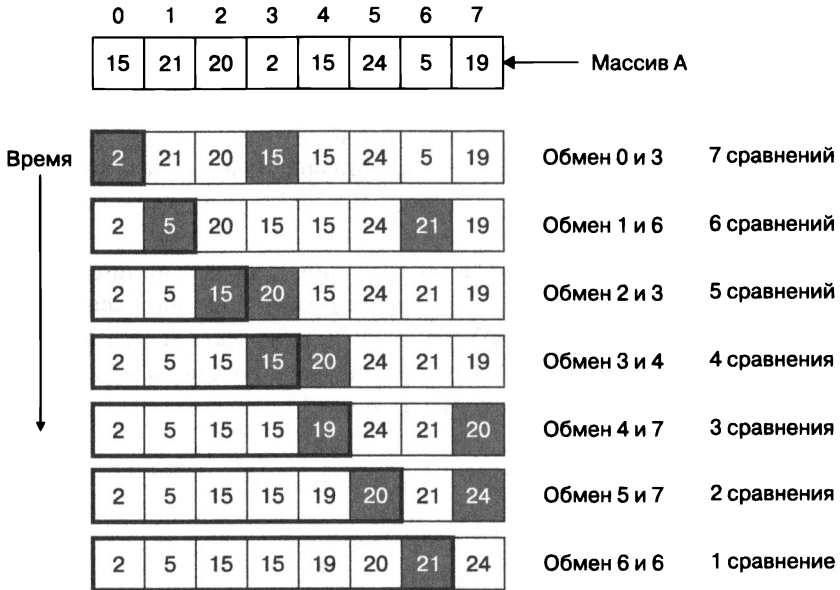 0 1 2 3 4 5 6 7
15 21 20 2 15 24 5 19 Массив А
Время 2 21 20 15 15 24 5 19 Обмен 0 и 3 7 сравнений
2 5 20 15 15 24 21 19 Обмен 1 и 6 6 сравнений
2 5 15 20 15 24 21 19 Обмен 2 и 3 5 сравнений
2 5 15 15 20 24 21 19 Обмен 3 и 4 4 сравнения
2 5 15 15 19 24 21 20 Обмен 4 и 7 3 сравнения
2 5 15 15 19 20 21 24 Обмен 5 и 7 2 сравнения
2 5 15 15 19 20 21 24 Обмен 6 и 6 1 сравнение